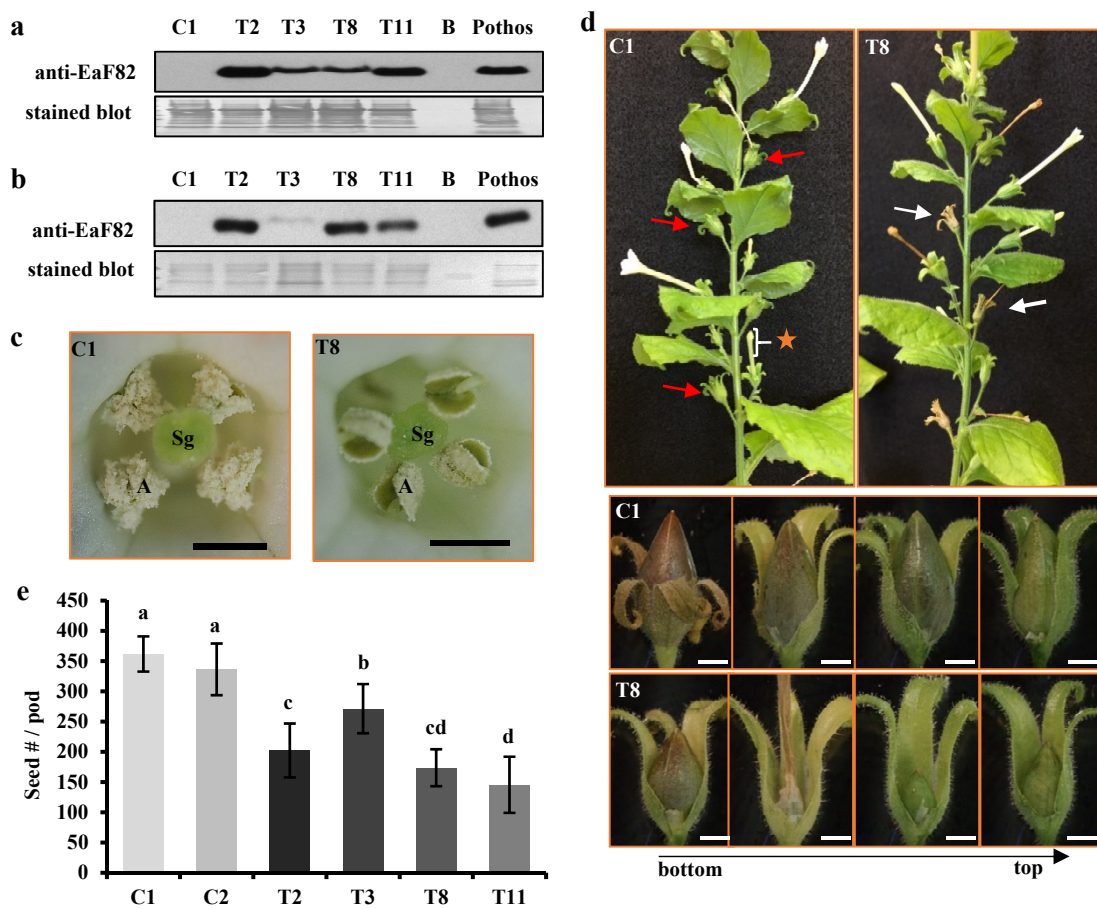 a
C1 T2 T3 T8 T11 B Pothos
anti-EaF82
stained blot
b
C1 T2 T3 T8 T11 B Pothos
anti-EaF82
stained blot
c
C1
Sg
A
T8
Sg
A
d
C1
T8
C1
T8
bottom
top
e
Seed # / pod
450
400
350
300
250
200
150
100
50
0
a
a
c
b
cd
d
C1 C2 T2 T3 T8 T11